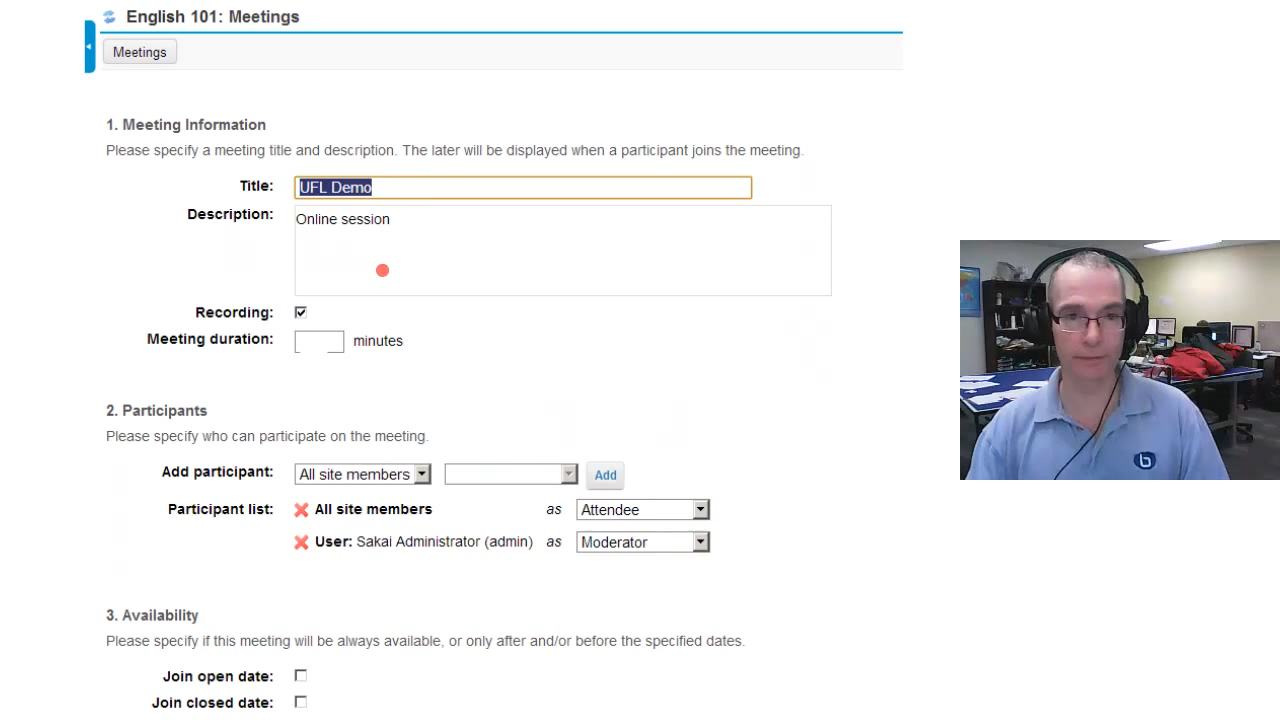 English 101: Meetings
Meetings
1. Meeting Information
Please specify a meeting title and description. The later will be displayed when a participant joins the meeting.
Title: UFL Demo
Description: Online session
Recording:
Meeting duration: minutes
2. Participants
Please specify who can participate on the meeting.
Add participant: All site members Add
Participant list: All site members as Attendee
User: Sakai Administrator (admin) as Moderator
3. Availability
Please specify if this meeting will be always available, or only after and/or before the specified dates.
Join open date:
Join closed date:
b